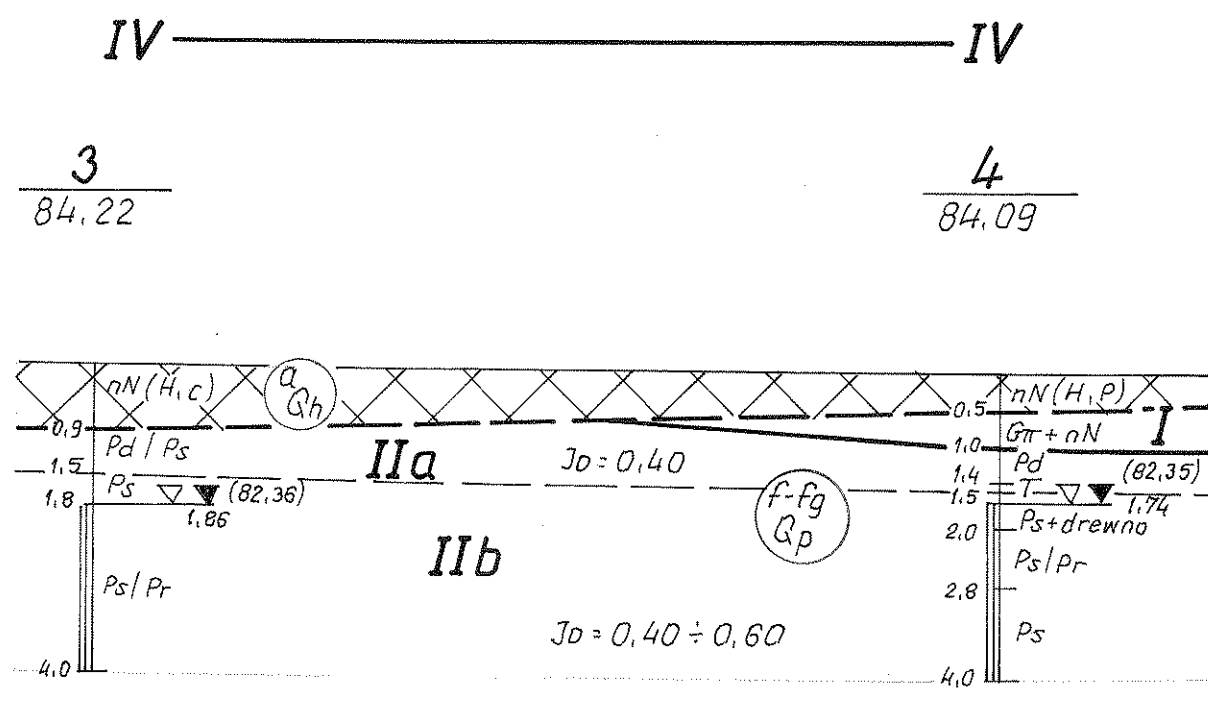 IV IV
3 4
84.22 84.09
nN(H,c) a Qh nN(H,P)
0,9 0,5
Pd/Ps Gπ+nN I
IIa JD = 0,40 1,0 Pd
1,5 1,4 (82,35)
Ps (82,36) f-fg Qp 1,5 T
1,8 1,86 1,74
Ps+drewno
IIb 2,0
Ps/Pr Ps/Pr
2,8
JD = 0,40 ÷ 0,60 Ps
4,0 4,0